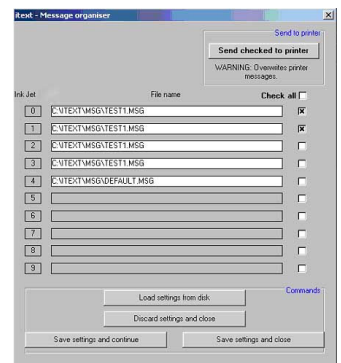 itext - Message organiser
Send to printer
Send checked to printer
WARNING: Overwrites printer
messages.
Ink Jet File name Check all
0 C:\ITEXT\MSG\TEST1.MSG
1 C:\ITEXT\MSG\TEST1.MSG
2 C:\ITEXT\MSG\TEST1.MSG
3 C:\ITEXT\MSG\TEST1.MSG
4 C:\ITEXT\MSG\DEFAULT.MSG
5
6
7
8
9
Commands
Load settings from disk
Discard settings and close
Save settings and continue Save settings and close